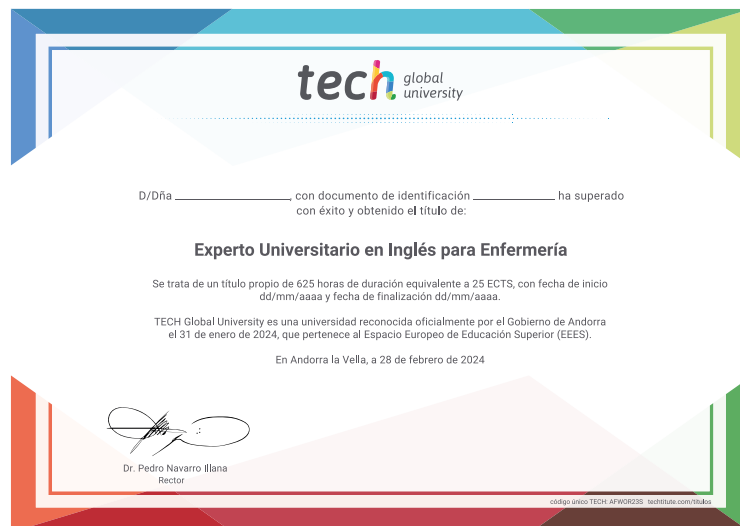 tech global
university
D/Dña ____________________, con documento de identificación ______________ ha superado
con éxito y obtenido el título de:
Experto Universitario en Inglés para Enfermería
Se trata de un título propio de 625 horas de duración equivalente a 25 ECTS, con fecha de inicio
dd/mm/aaaa y fecha de finalización dd/mm/aaaa.
TECH Global University es una universidad reconocida oficialmente por el Gobierno de Andorra
el 31 de enero de 2024, que pertenece al Espacio Europeo de Educación Superior (EEES).
En Andorra la Vella, a 28 de febrero de 2024
Dr. Pedro Navarro Illana
Rector
código único TECH: AFWOR23S techtitute.com/titulos